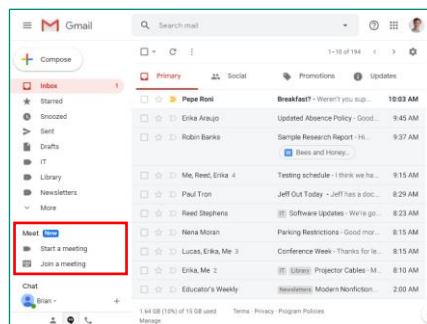 Gmail
Search mail
Compose
1-10 of 194
Inbox 1
Starred
Snoozed
Sent
Drafts
IT
Library
Newsletters
More
Meet New
Start a meeting
Join a meeting
Chat
Brian
Primary Social Promotions Updates
Pepe Roni Breakfast? - Weren't you sup... 10:03 AM
Erika Araujo Updated Absence Policy - Good... 9:45 AM
Robin Banks Sample Research Report - Hi... 9:37 AM
Bees and Honey...
Me, Reed, Erika 4 Testing schedule - I think we ha... 9:15 AM
Paul Tron Jeff Out Today - Jeff has a doc... 8:29 AM
Reed Stephens IT Software Updates - We're go... 8:23 AM
Nena Moran Parking Restrictions - Good mor... 8:15 AM
Lucas, Erika, Me 3 Conference Week - Thanks for le... 8:15 AM
Erika, Me 2 IT Library Projector Cables - M... 8:10 AM
Educator's Weekly Newsletters Modern Nonfiction... 2:00 AM
1.64 GB (10%) of 15 GB used Terms · Privacy · Program Policies
Manage